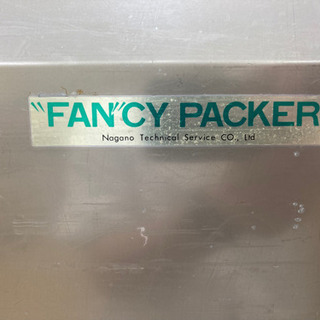 "FAN"CY PACKER
Nagano Technical Service CO., Ltd